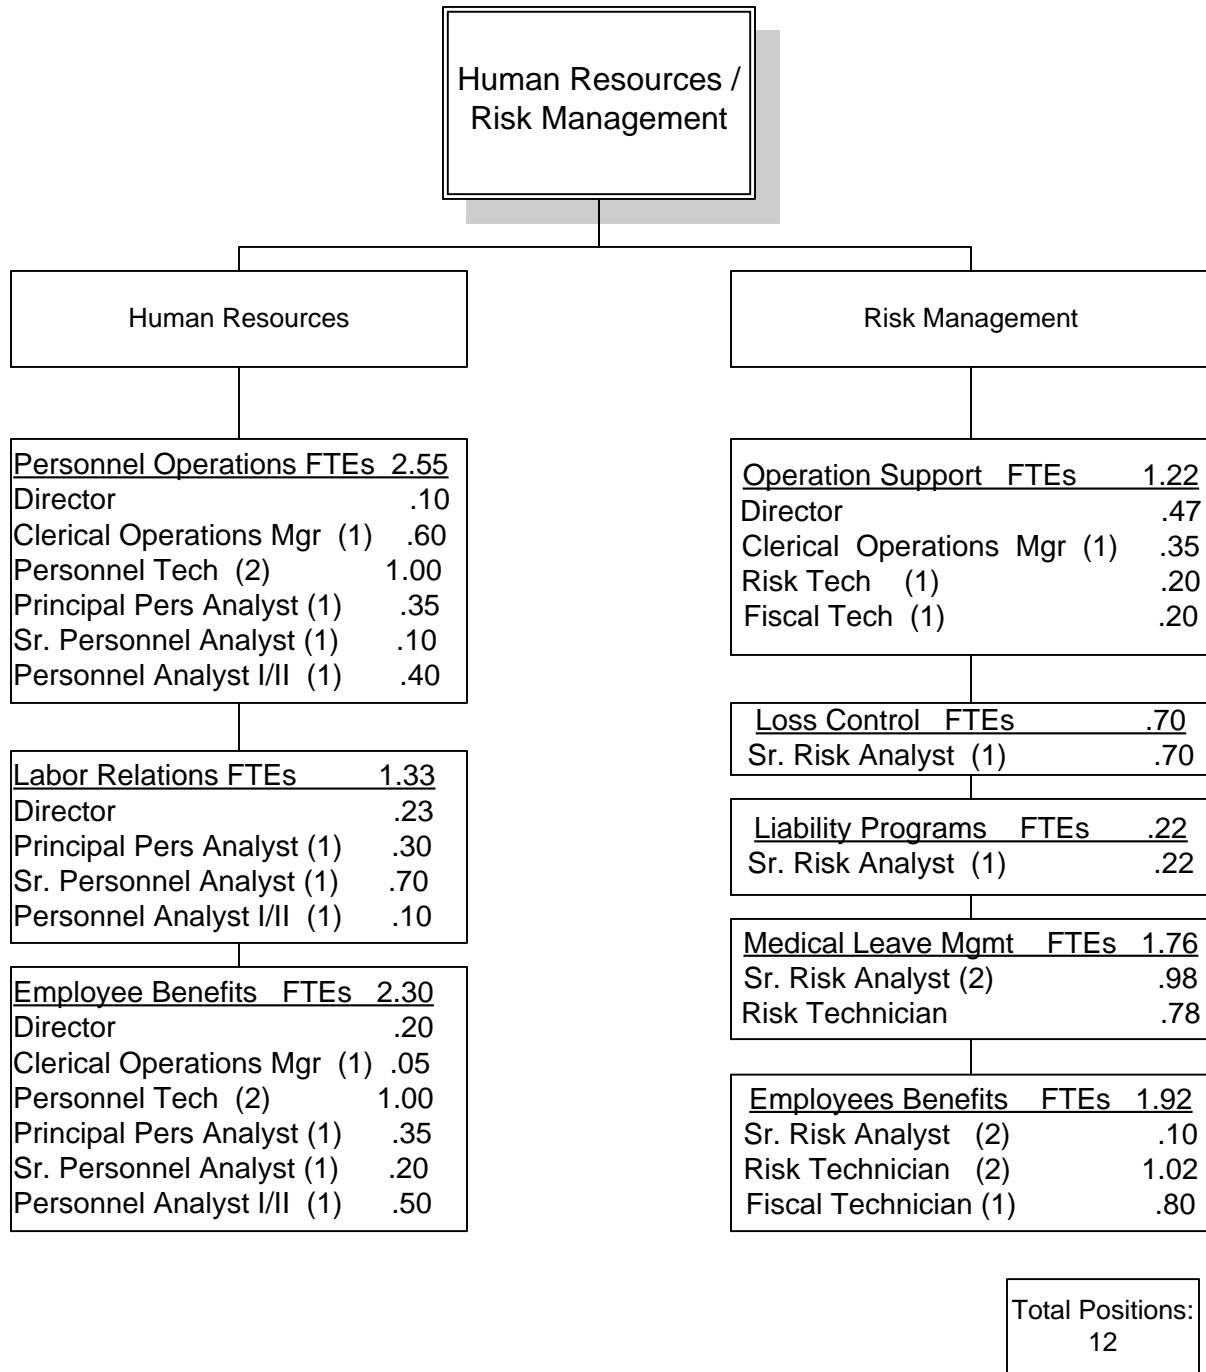 Human Resources /
Risk Management
Human Resources
Personnel Operations FTEs 2.55
Director .10
Clerical Operations Mgr (1) .60
Personnel Tech (2) 1.00
Principal Pers Analyst (1) .35
Sr. Personnel Analyst (1) .10
Personnel Analyst I/II (1) .40
Labor Relations FTEs 1.33
Director .23
Principal Pers Analyst (1) .30
Sr. Personnel Analyst (1) .70
Personnel Analyst I/II (1) .10
Employee Benefits FTEs 2.30
Director .20
Clerical Operations Mgr (1) .05
Personnel Tech (2) 1.00
Principal Pers Analyst (1) .35
Sr. Personnel Analyst (1) .20
Personnel Analyst I/II (1) .50
Risk Management
Operation Support FTEs 1.22
Director .47
Clerical Operations Mgr (1) .35
Risk Tech (1) .20
Fiscal Tech (1) .20
Loss Control FTEs .70
Sr. Risk Analyst (1) .70
Liability Programs FTEs .22
Sr. Risk Analyst (1) .22
Medical Leave Mgmt FTEs 1.76
Sr. Risk Analyst (2) .98
Risk Technician .78
Employees Benefits FTEs 1.92
Sr. Risk Analyst (2) .10
Risk Technician (2) 1.02
Fiscal Technician (1) .80
Total Positions:
12